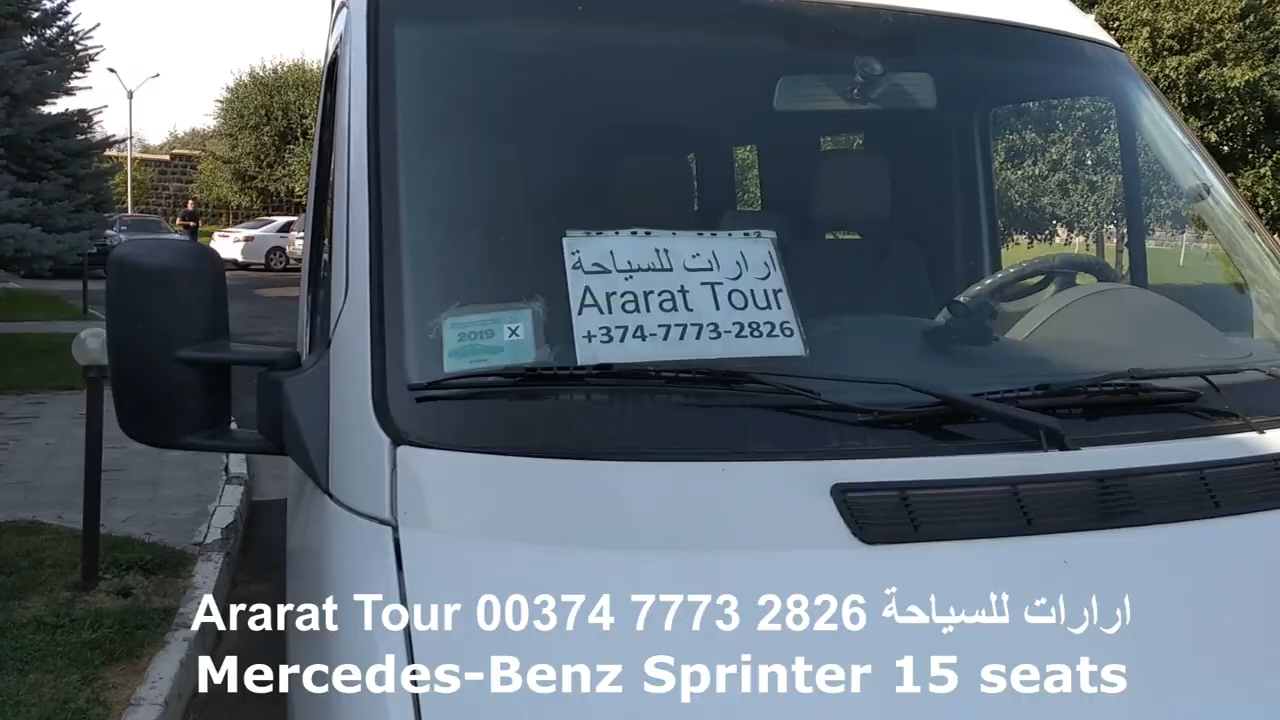 ارارات للسياحة
Ararat Tour
+374-7773-2826
2019 X
Ararat Tour 00374 7773 2826 ارارات للسياحة
Mercedes-Benz Sprinter 15 seats